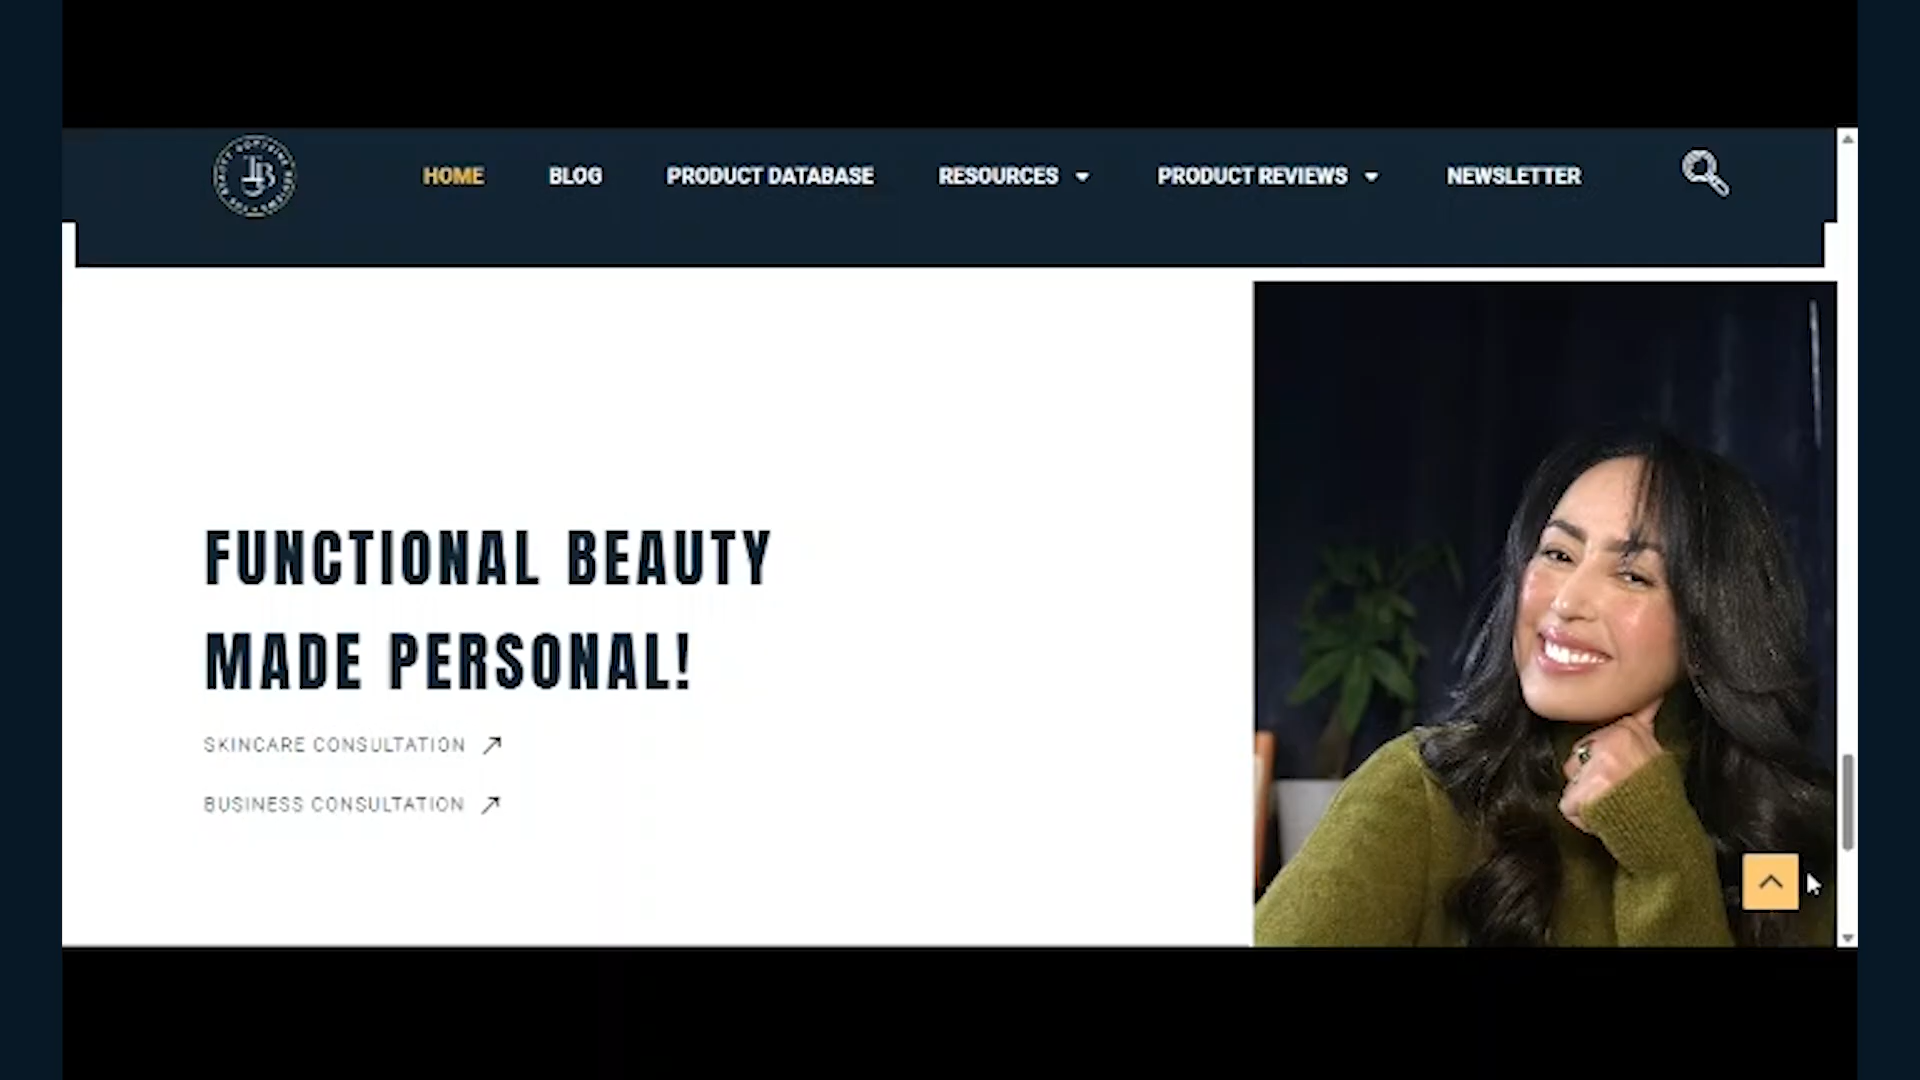 HOME BLOG PRODUCT DATABASE RESOURCES PRODUCT REVIEWS NEWSLETTER
FUNCTIONAL BEAUTY
MADE PERSONAL!
SKINCARE CONSULTATION
BUSINESS CONSULTATION